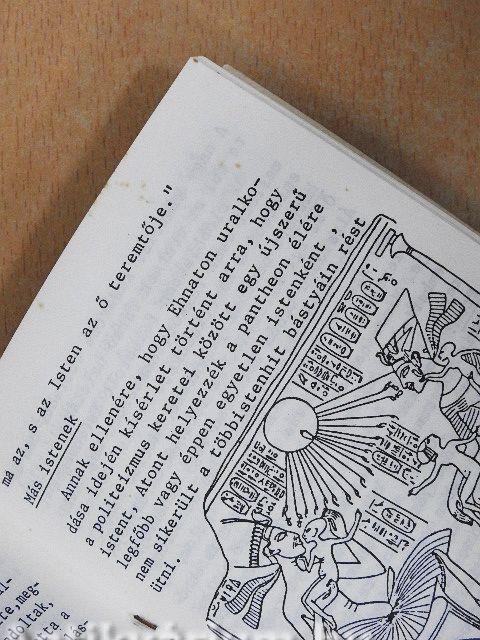 ma az, s az Isten az ő teremtője."
Más istenek
Annak ellenére, hogy Ehnaton uralko-
dása idején kisérlet történt arra, hogy
a politeizmus keretei között egy újszerű
istent, Atont helyezzék a pantheon élére
legfőbb vagy éppen egyetlen istenként,
nem sikerült a többistenhit bástyáin rést
ütni.